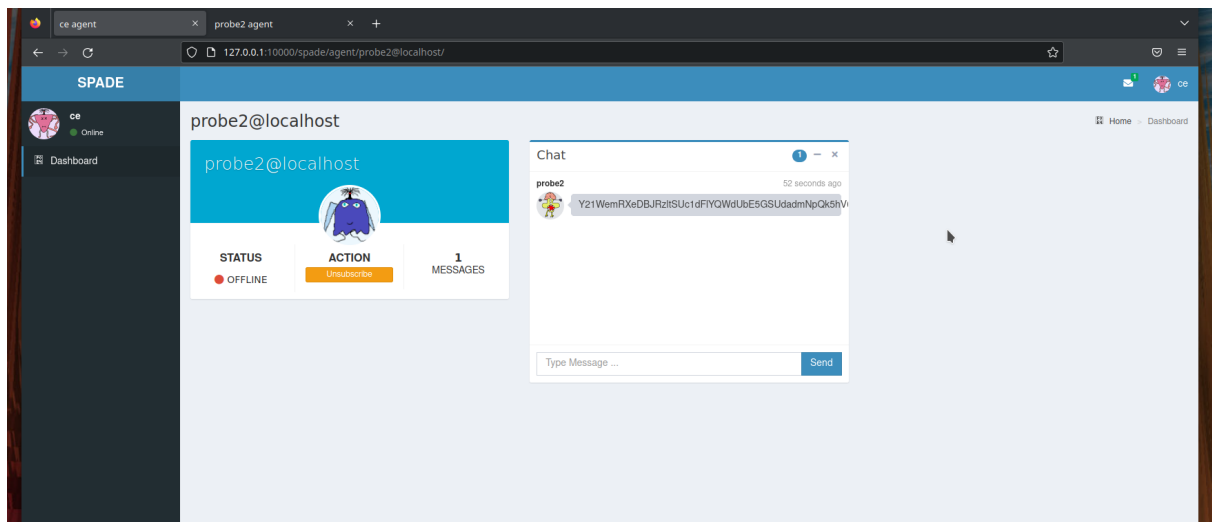 ce agent
probe2 agent
127.0.0.1:10000/spade/agent/probe2@localhost/
SPADE
1
ce
ce
Online
Dashboard
probe2@localhost
Home > Dashboard
probe2@localhost
STATUS
OFFLINE
ACTION
Unsubscribe
1
MESSAGES
Chat
1
probe2
52 seconds ago
Type Message ...
Send